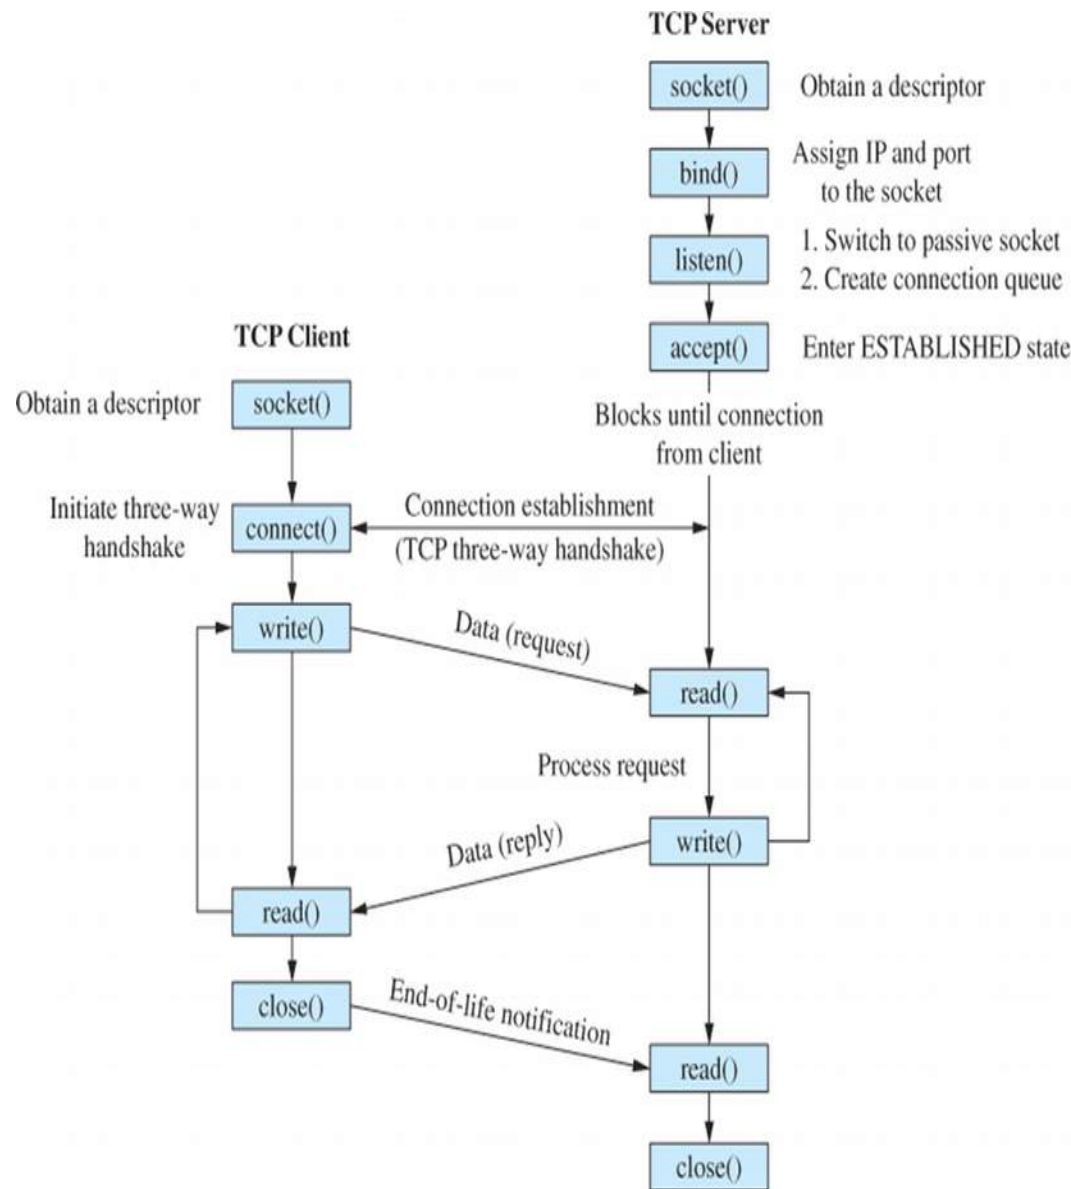 TCP Server
socket()
Obtain a descriptor
bind()
Assign IP and port
to the socket
listen()
1. Switch to passive socket
2. Create connection queue
TCP Client
accept()
Enter ESTABLISHED state
Obtain a descriptor
socket()
Blocks until connection
from client
Initiate three-way
handshake
connect()
Connection establishment
(TCP three-way handshake)
write()
Data (request)
read()
Process request
write()
Data (reply)
read()
close()
End-of-life notification
read()
close()